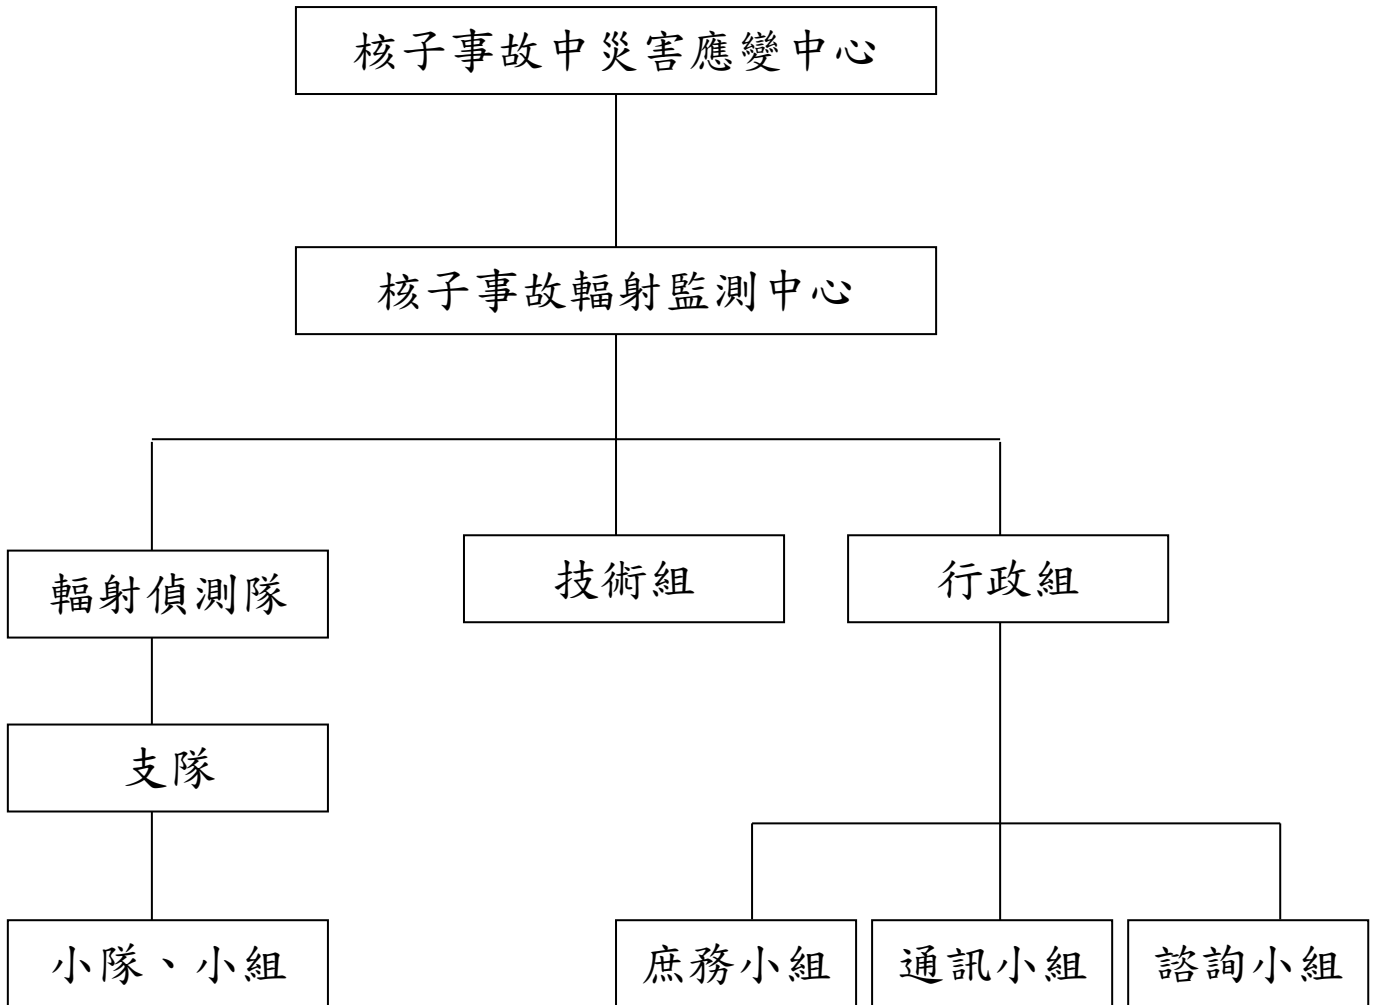 核子事故中災害應變中心
核子事故輻射監測中心
輻射偵測隊
技術組
行政組
支隊
小隊、小組
庶務小組
通訊小組
諮詢小組